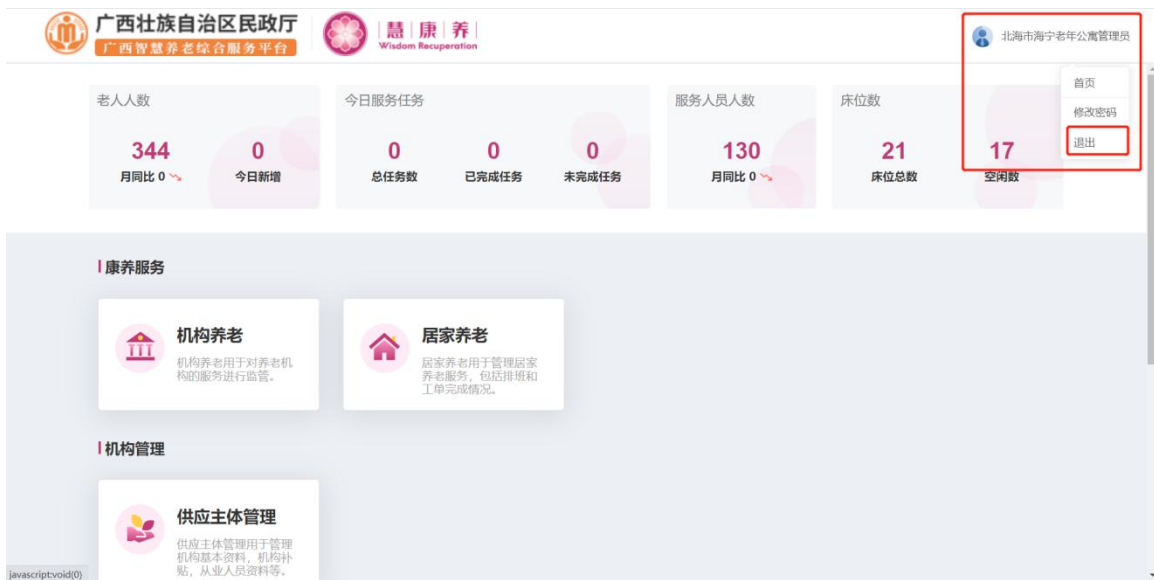 广西壮族自治区民政厅
广西智慧养老综合服务平台
慧 康 养
Wisdom Recuperation
北海市海宁老年公寓管理员
首页
修改密码
退出
老人人数
今日服务任务
服务人员人数
床位数
344
0
0
0
0
130
21
17
月同比 0
今日新增
总任务数
已完成任务
未完成任务
月同比 0
床位总数
空闲数
康养服务
机构养老
机构养老用于对养老机
构的服务进行监管。
居家养老
居家养老用于管理居家
养老服务，包括排班和
工单完成情况。
机构管理
供应主体管理
供应主体管理用于管理
机构基本资料，机构补
贴，从业人员资料等。
javascript:void(0)